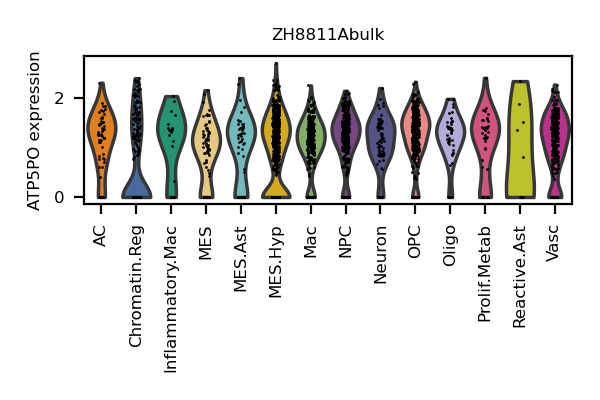 ZH8811Abulk
ATP5PO expression
2
0
AC
Chromatin.Reg
Inflammatory.Mac
MES
MES.Ast
MES.Hyp
Mac
NPC
Neuron
OPC
Oligo
Prolif.Metab
Reactive.Ast
Vasc